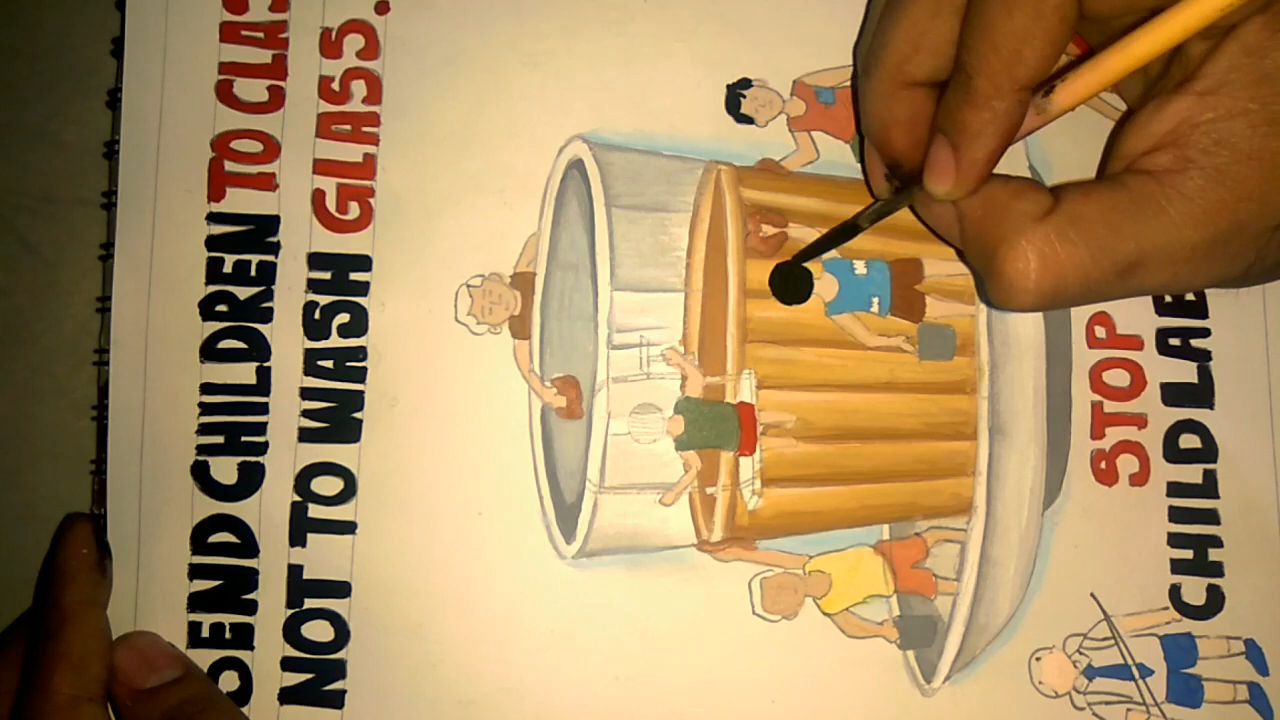 SEND CHILDREN TO CLAS
NOT TO WASH GLASS.
STOP
CHILD LAB